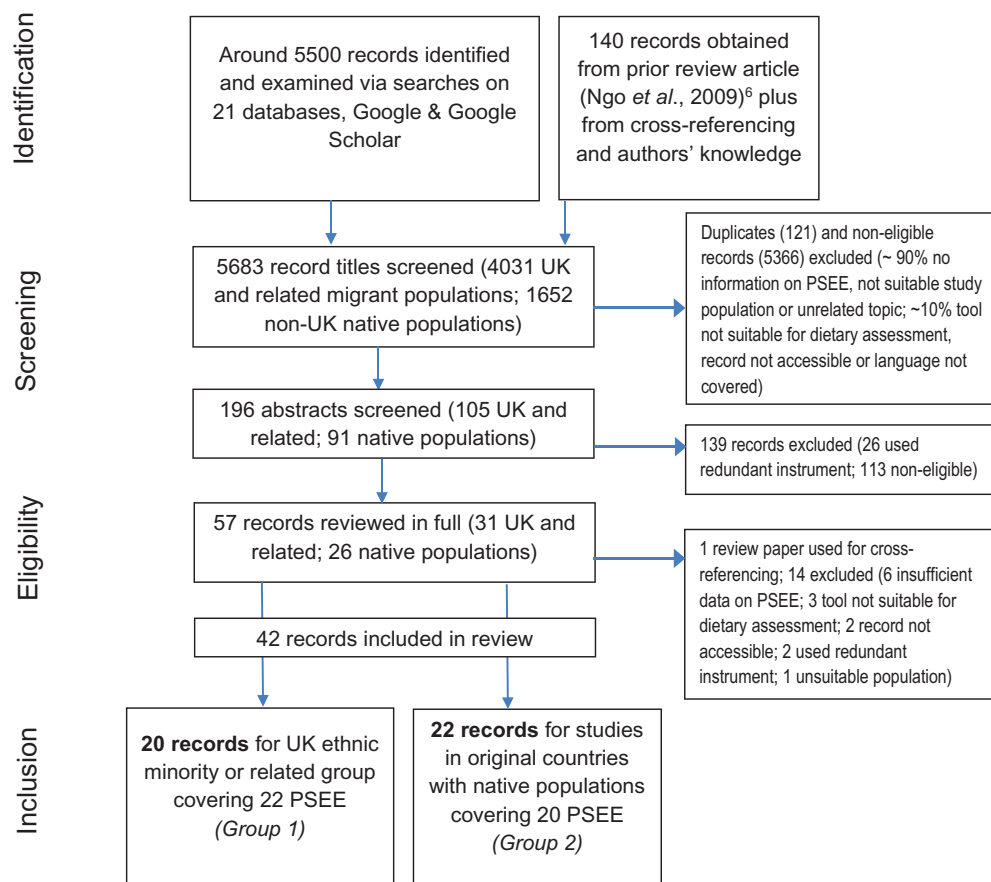 Identification
Around 5500 records identified
and examined via searches on
21 databases, Google & Google
Scholar
140 records obtained
from prior review article
(Ngo et al., 2009)6 plus
from cross-referencing
and authors’ knowledge
Screening
5683 record titles screened (4031 UK
and related migrant populations; 1652
non-UK native populations)
Duplicates (121) and non-eligible
records (5366) excluded (~ 90% no
information on PSEE, not suitable study
population or unrelated topic; ~10% tool
not suitable for dietary assessment,
record not accessible or language not
covered)
196 abstracts screened (105 UK and
related; 91 native populations)
139 records excluded (26 used
redundant instrument; 113 non-eligible)
Eligibility
57 records reviewed in full (31 UK and
related; 26 native populations)
1 review paper used for cross-
referencing; 14 excluded (6 insufficient
data on PSEE; 3 tool not suitable for
dietary assessment; 2 record not
accessible; 2 used redundant
instrument; 1 unsuitable population)
42 records included in review
Inclusion
20 records for UK ethnic
minority or related group
covering 22 PSEE
(Group 1)
22 records for studies
in original countries
with native populations
covering 20 PSEE
(Group 2)